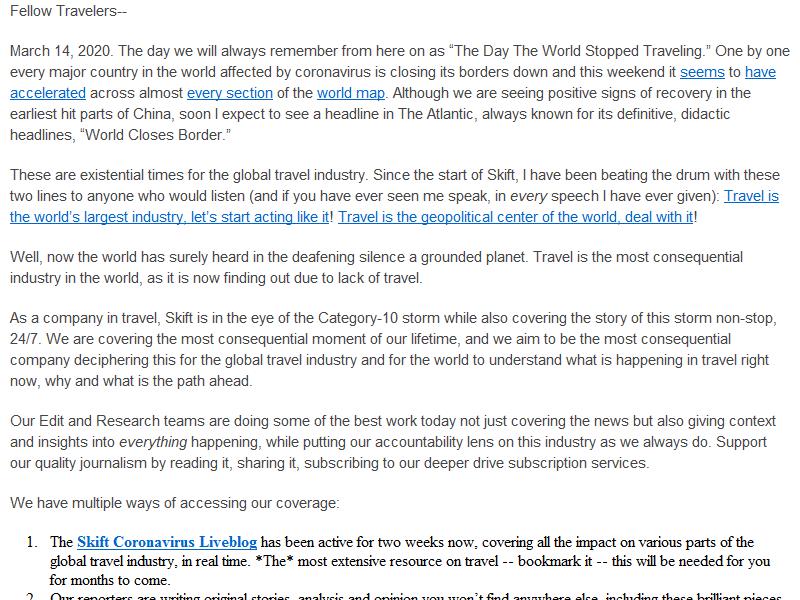 Fellow Travelers--
March 14, 2020. The day we will always remember from here on as “The Day The World Stopped Traveling.” One by one
every major country in the world affected by coronavirus is closing its borders down and this weekend it seems to have
accelerated across almost every section of the world map. Although we are seeing positive signs of recovery in the
earliest hit parts of China, soon I expect to see a headline in The Atlantic, always known for its definitive, didactic
headlines, “World Closes Border.”
These are existential times for the global travel industry. Since the start of Skift, I have been beating the drum with these
two lines to anyone who would listen (and if you have ever seen me speak, in every speech I have ever given): Travel is
the world’s largest industry, let’s start acting like it! Travel is the geopolitical center of the world, deal with it!
Well, now the world has surely heard in the deafening silence a grounded planet. Travel is the most consequential
industry in the world, as it is now finding out due to lack of travel.
As a company in travel, Skift is in the eye of the Category-10 storm while also covering the story of this storm non-stop,
24/7. We are covering the most consequential moment of our lifetime, and we aim to be the most consequential
company deciphering this for the global travel industry and for the world to understand what is happening in travel right
now, why and what is the path ahead.
Our Edit and Research teams are doing some of the best work today not just covering the news but also giving context
and insights into everything happening, while putting our accountability lens on this industry as we always do. Support
our quality journalism by reading it, sharing it, subscribing to our deeper drive subscription services.
We have multiple ways of accessing our coverage:
1. The Skift Coronavirus Liveblog has been active for two weeks now, covering all the impact on various parts of the
global travel industry, in real time. *The* most extensive resource on travel -- bookmark it -- this will be needed for you
for months to come.
2. Our reporters are writing original stories, analysis and opinion you won’t find anywhere else, including these brilliant pieces